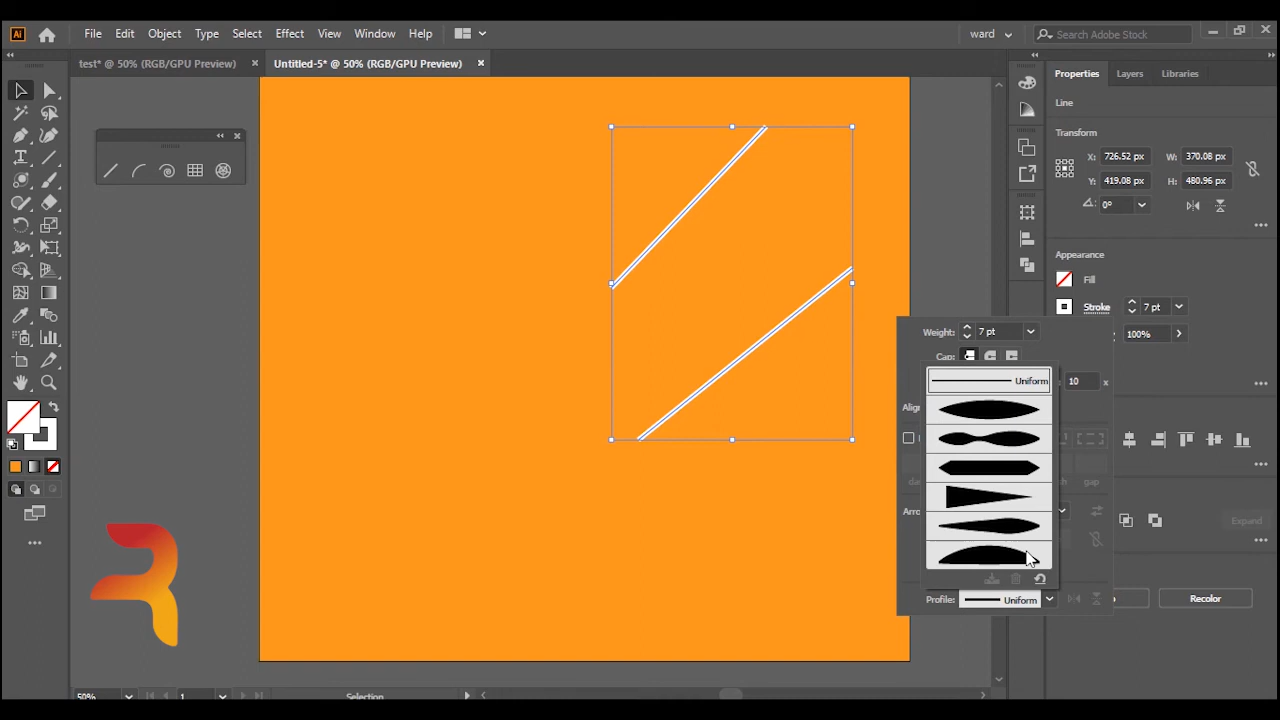 Ai
File Edit Object Type Select Effect View Window Help
ward
Search Adobe Stock
test* @ 50% (RGB/GPU Preview)
Untitled-5* @ 50% (RGB/GPU Preview)
Properties Layers Libraries
Line
Transform
X: 726.52 px W: 370.08 px
Y: 419.08 px H: 480.96 px
0°
Appearance
Fill
Stroke 7 pt
100%
Weight: 7 pt
Cap:
Uniform
10 x
gap
Expand
Profile: Uniform
Recolor
50%
1
Selection